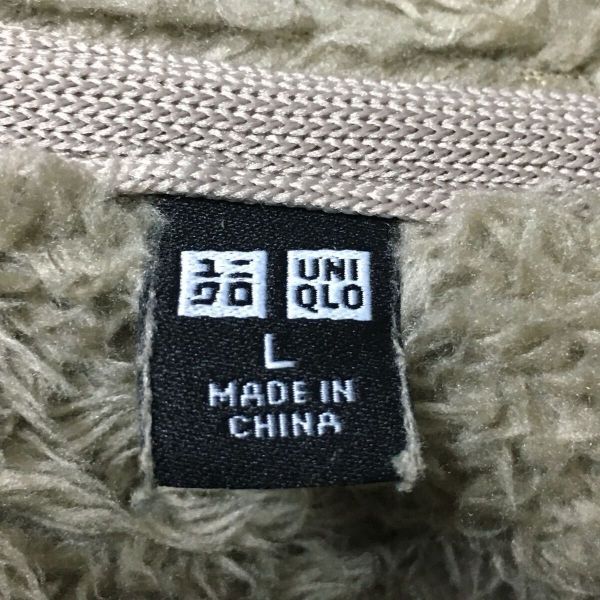 ユニ UNI
クロ QLO
L
MADE IN
CHINA